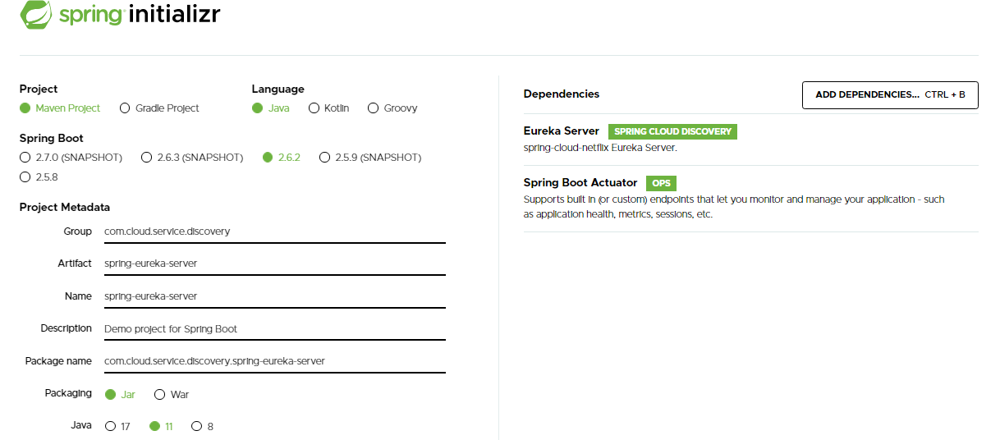 spring initializr
Project
Maven Project Gradle Project
Language
Java Kotlin Groovy
Spring Boot
2.7.0 (SNAPSHOT) 2.6.3 (SNAPSHOT) 2.6.2 2.5.9 (SNAPSHOT)
2.5.8
Project Metadata
Group com.cloud.service.discovery
Artifact spring-eureka-server
Name spring-eureka-server
Description Demo project for Spring Boot
Package name com.cloud.service.discovery.spring-eureka-server
Packaging Jar War
Java 17 11 8
Dependencies ADD DEPENDENCIES... CTRL + B
Eureka Server SPRING CLOUD DISCOVERY
spring-cloud-netflix Eureka Server.
Spring Boot Actuator OPS
Supports built in (or custom) endpoints that let you monitor and manage your application - such
as application health, metrics, sessions, etc.